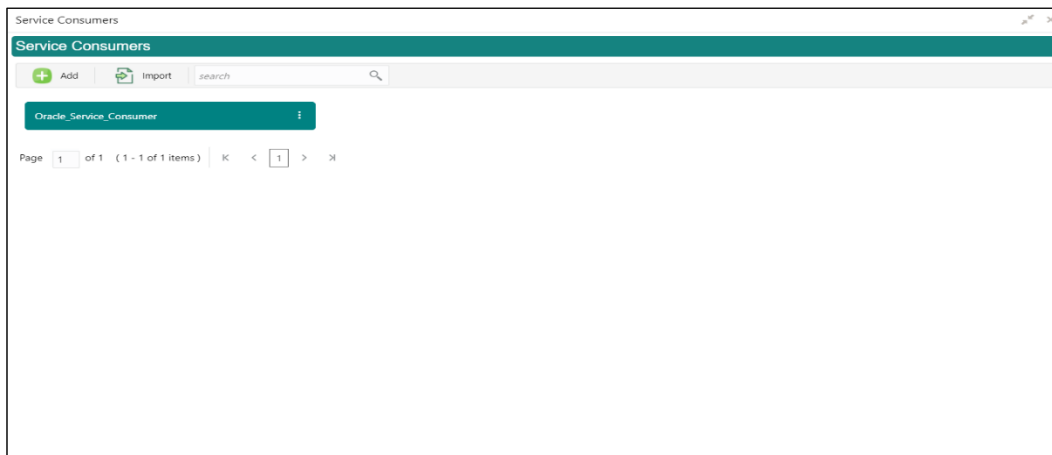 Service Consumers
Service Consumers
Add Import search
Oracle_Service_Consumer
Page 1 of 1 ( 1 - 1 of 1 items ) K < 1 > Ʞ